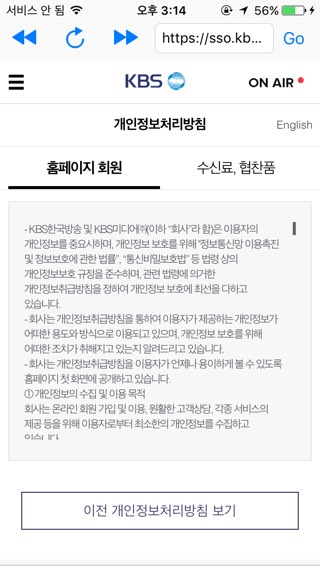 서비스 안 됨 오후 3:14 56%
https://sso.kb... Go
KBS ON AIR
개인정보처리방침 English
홈페이지 회원 수신료, 협찬품
- KBS한국방송 및 KBS미디어㈜(이하 “회사”라 함)은 이용자의
개인정보를 중요시하며, 개인정보 보호를 위해 “정보통신망 이용촉진
및 정보보호에 관한 법률”, “통신비밀보호법” 등 법령 상의
개인정보보호 규정을 준수하며, 관련 법령에 의거한
개인정보취급방침을 정하여 개인정보 보호에 최선을 다하고
있습니다.
- 회사는 개인정보취급방침을 통하여 이용자가 제공하는 개인정보가
어떠한 용도와 방식으로 이용되고 있으며, 개인정보 보호를 위해
어떠한 조치가 취해지고 있는지 알려드리고 있습니다.
- 회사는 개인정보취급방침을 이용자가 언제나 용이하게 볼 수 있도록
홈페이지 첫 화면에 공개하고 있습니다.
① 개인정보의 수집 및 이용 목적
회사는 온라인 회원 가입 및 이용, 원활한 고객상담, 각종 서비스의
제공 등을 위해 이용자로부터 최소한의 개인정보를 수집하고
있습니다.
이전 개인정보처리방침 보기